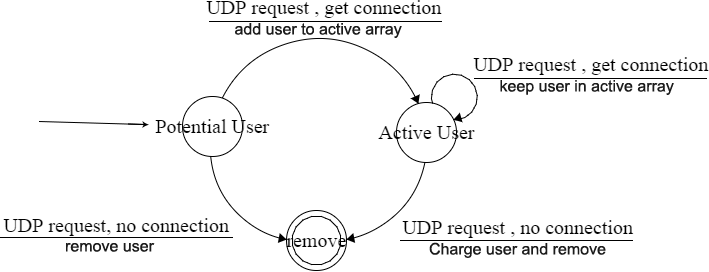 UDP request , get connection
add user to active array
UDP request , get connection
keep user in active array
Potential User
Active User
UDP request, no connection
remove user
remove
UDP request , no connection
Charge user and remove